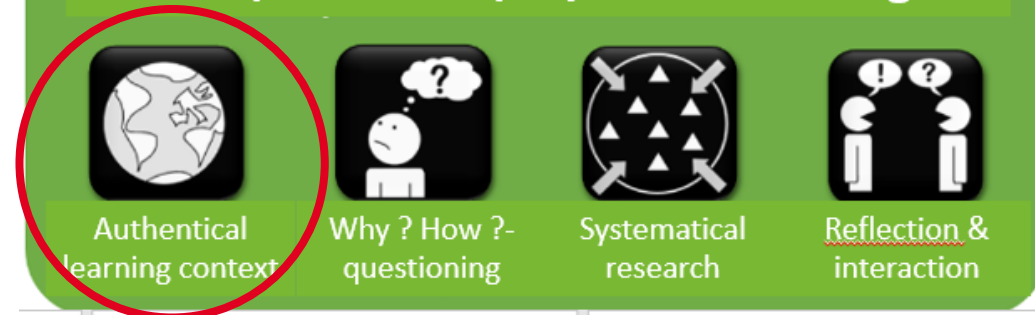 ?
! ?
Authentical
learning context
Why ? How ?-
questioning
Systematical
research
Reflection &
interaction